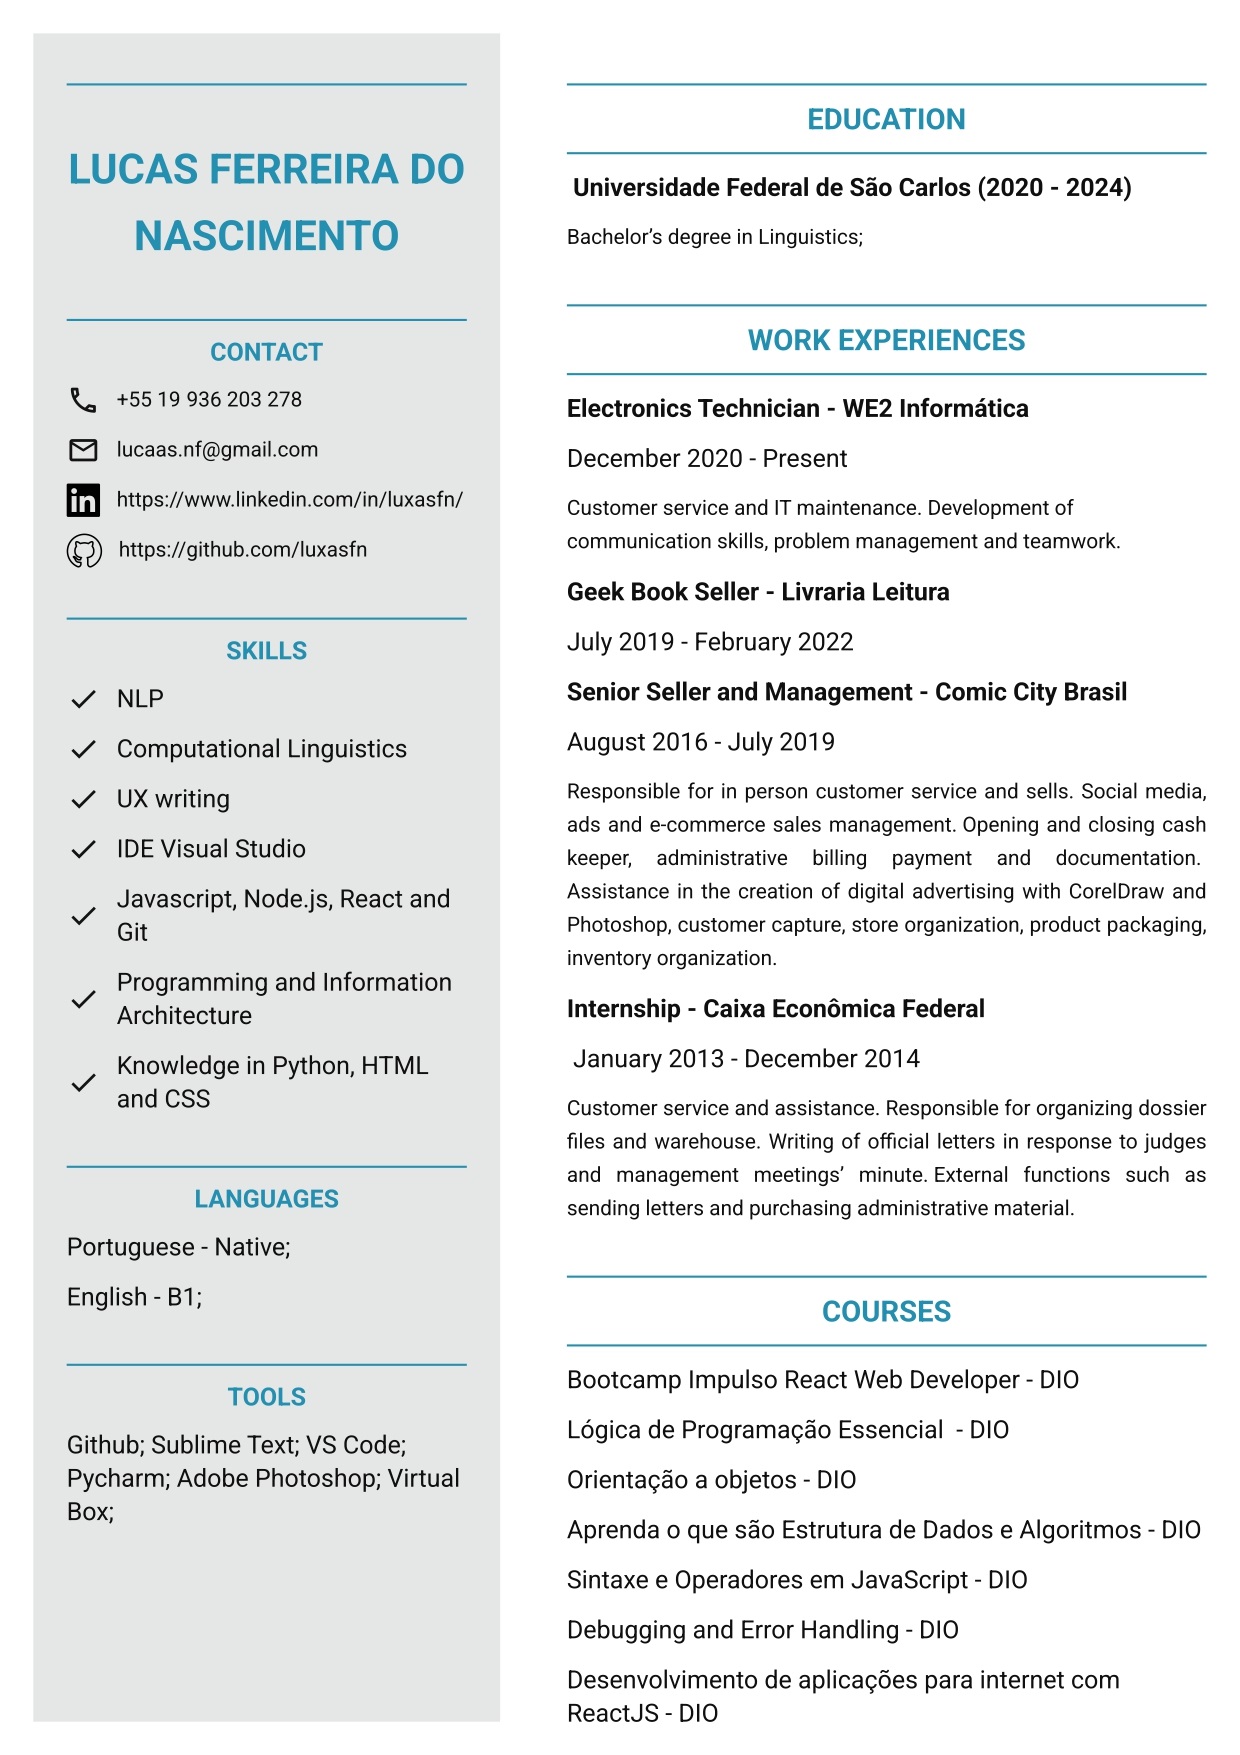 LUCAS FERREIRA DO
NASCIMENTO
CONTACT
+55 19 936 203 278
lucaas.nf@gmail.com
https://www.linkedin.com/in/luxasfn/
https://github.com/luxasfn
SKILLS
NLP
Computational Linguistics
UX writing
IDE Visual Studio
Javascript, Node.js, React and
Git
Programming and Information
Architecture
Knowledge in Python, HTML
and CSS
LANGUAGES
Portuguese - Native;
English - B1;
TOOLS
Github; Sublime Text; VS Code;
Pycharm; Adobe Photoshop; Virtual
Box;
EDUCATION
Universidade Federal de São Carlos (2020 - 2024)
Bachelor’s degree in Linguistics;
WORK EXPERIENCES
Electronics Technician - WE2 Informática
December 2020 - Present
Customer service and IT maintenance. Development of
communication skills, problem management and teamwork.
Geek Book Seller - Livraria Leitura
July 2019 - February 2022
Senior Seller and Management - Comic City Brasil
August 2016 - July 2019
Responsible for in person customer service and sells. Social media,
ads and e-commerce sales management. Opening and closing cash
keeper, administrative billing payment and documentation.
Assistance in the creation of digital advertising with CorelDraw and
Photoshop, customer capture, store organization, product packaging,
inventory organization.
Internship - Caixa Econômica Federal
January 2013 - December 2014
Customer service and assistance. Responsible for organizing dossier
files and warehouse. Writing of official letters in response to judges
and management meetings’ minute. External functions such as
sending letters and purchasing administrative material.
COURSES
Bootcamp Impulso React Web Developer - DIO
Lógica de Programação Essencial - DIO
Orientação a objetos - DIO
Aprenda o que são Estrutura de Dados e Algoritmos - DIO
Sintaxe e Operadores em JavaScript - DIO
Debugging and Error Handling - DIO
Desenvolvimento de aplicações para internet com
ReactJS - DIO